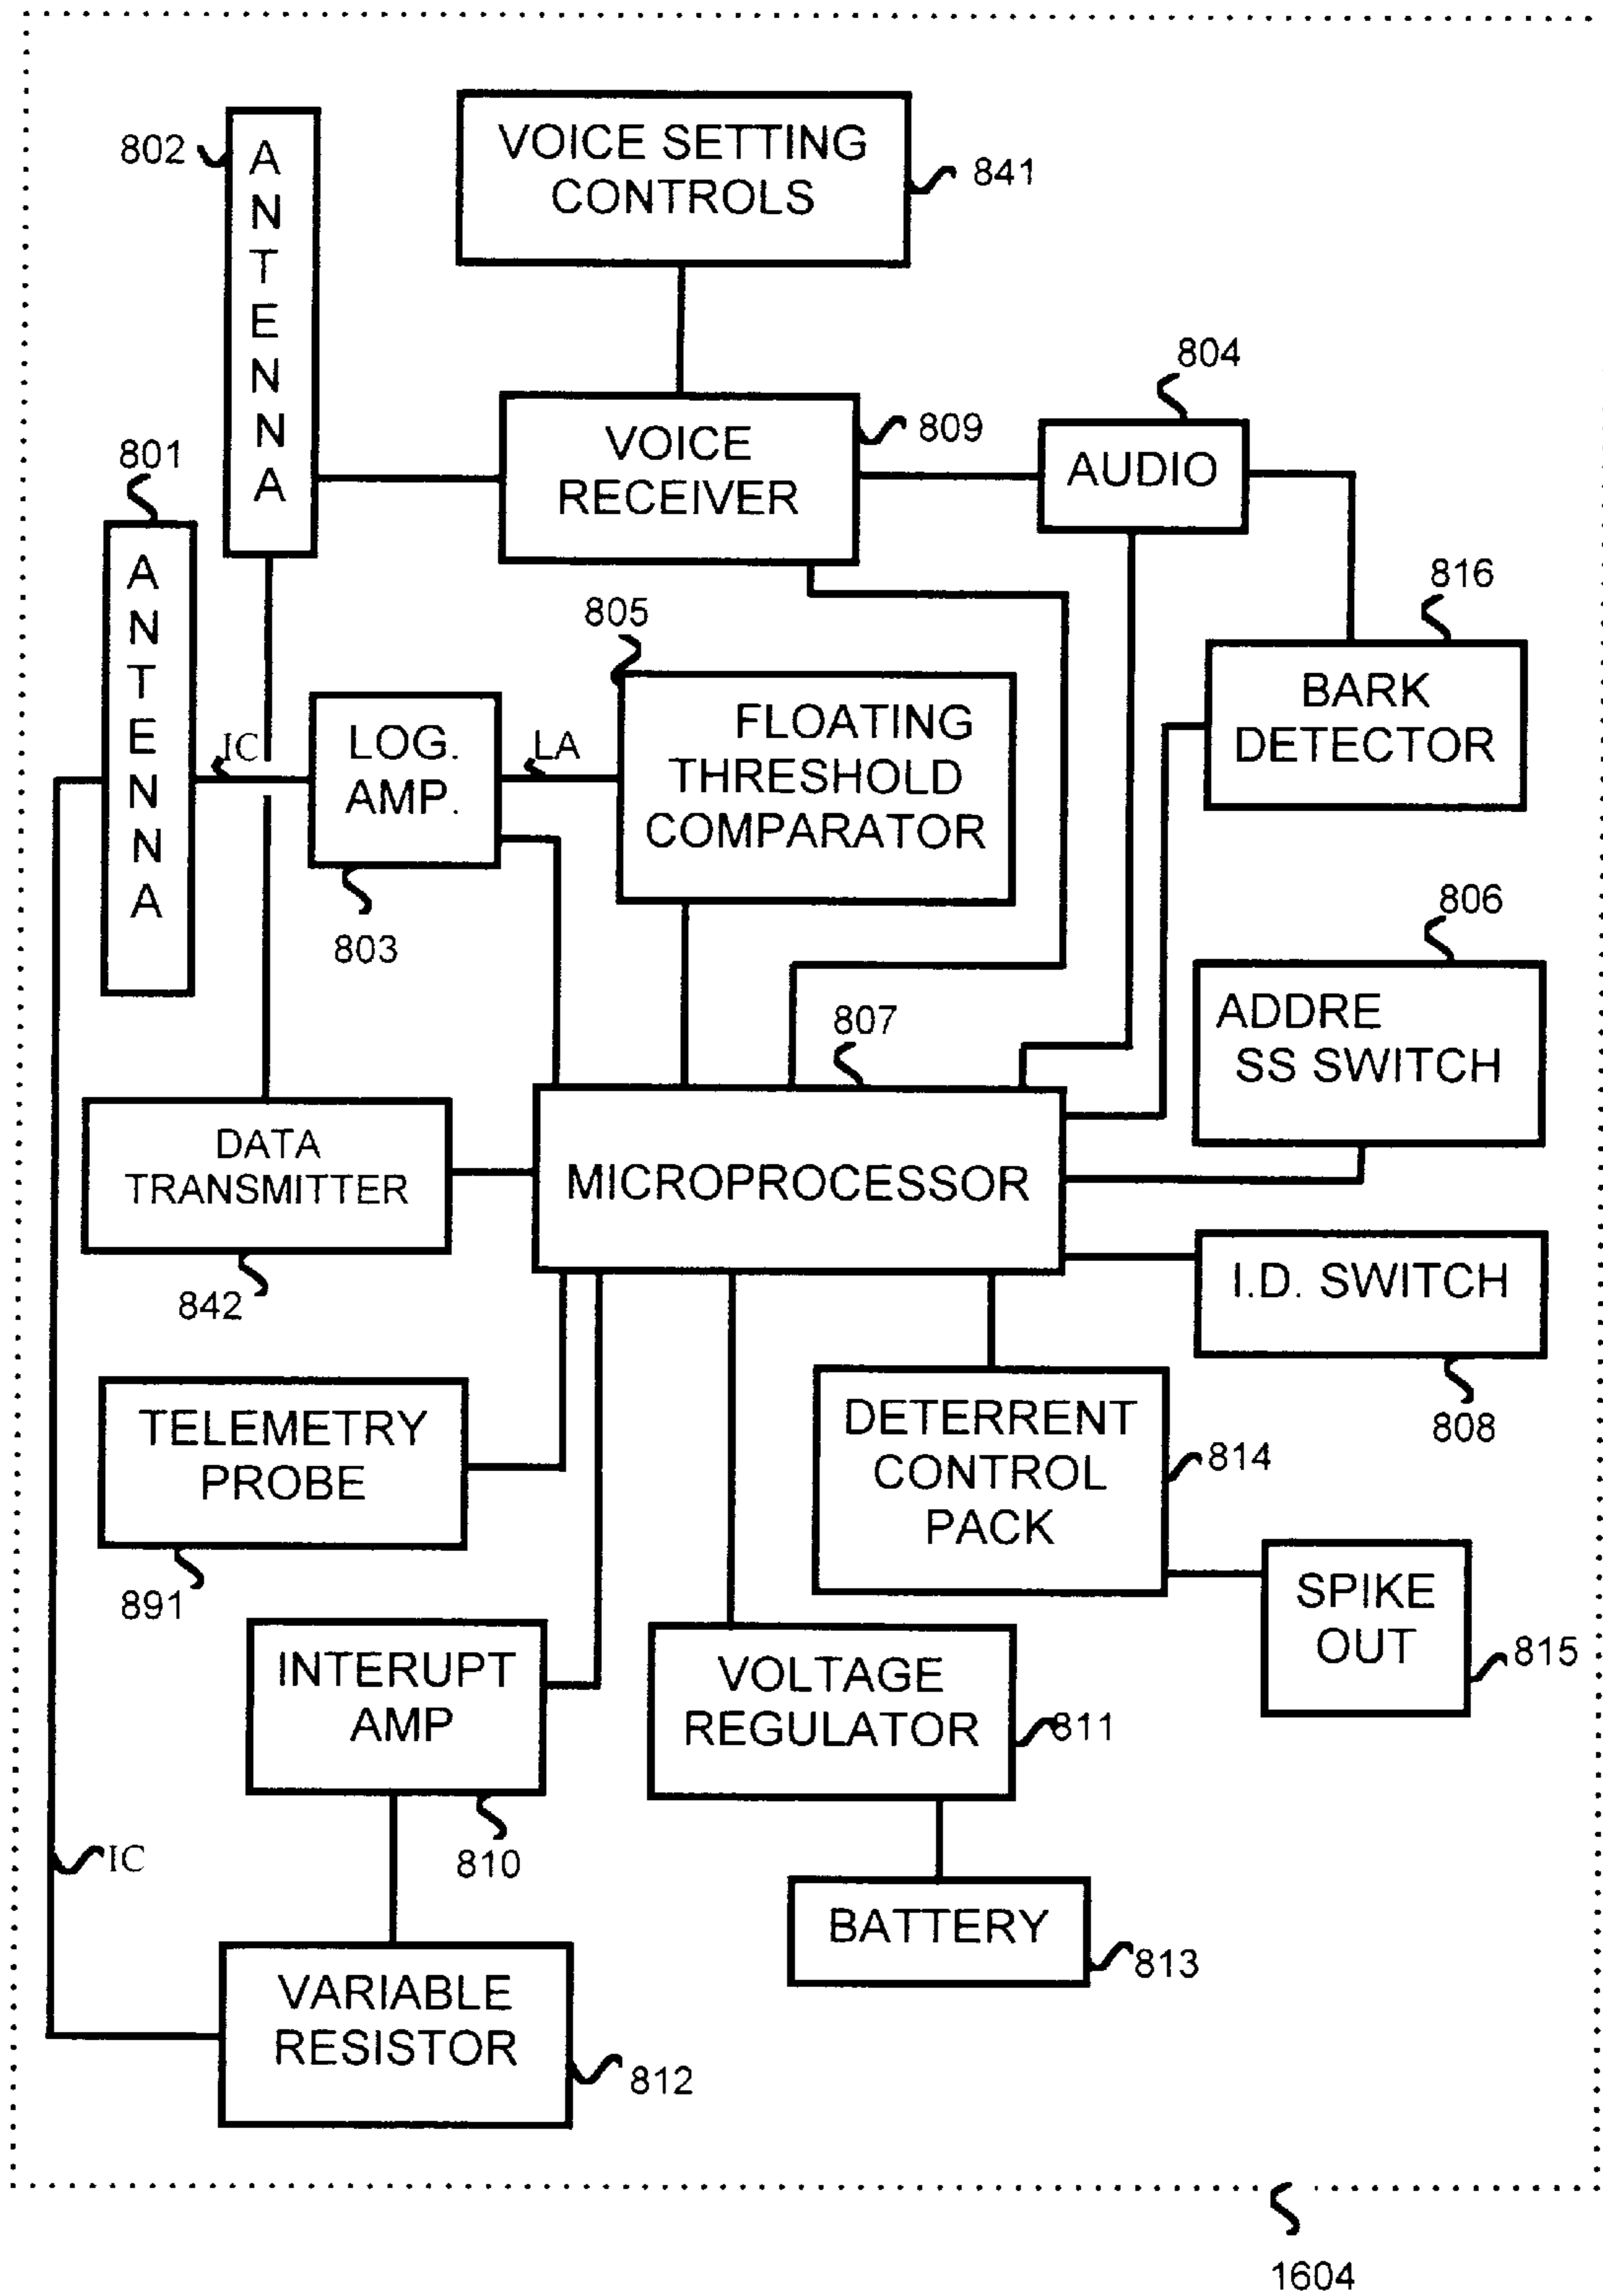 802
ANTENNA
VOICE SETTING
CONTROLS
841
801
ANTENNA
VOICE
RECEIVER
809
804
AUDIO
816
BARK
DETECTOR
805
FLOATING
THRESHOLD
COMPARATOR
IC
LOG.
AMP.
LA
803
806
ADDRE
SS SWITCH
807
MICROPROCESSOR
DATA
TRANSMITTER
842
I.D. SWITCH
808
TELEMETRY
PROBE
891
DETERRENT
CONTROL
PACK
814
SPIKE
OUT
815
INTERUPT
AMP
810
VOLTAGE
REGULATOR
811
IC
BATTERY
813
VARIABLE
RESISTOR
812
1604